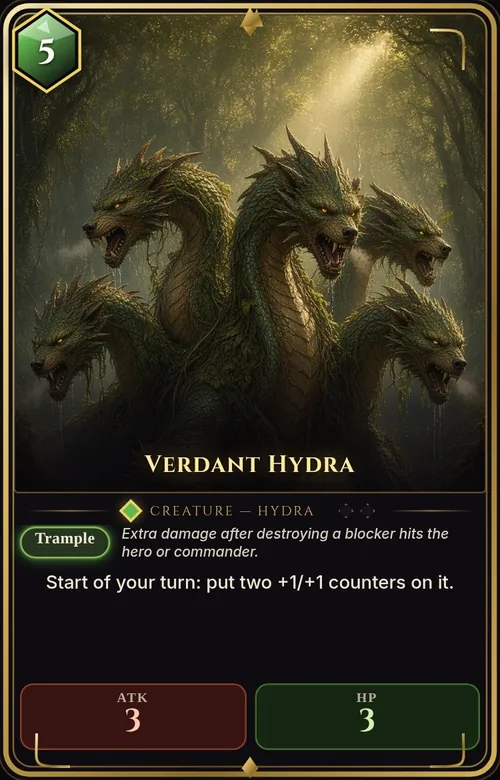 5
Verdant Hydra
CREATURE — HYDRA
Trample
Extra damage after destroying a blocker hits the
hero or commander.
Start of your turn: put two +1/+1 counters on it.
ATK
3
HP
3